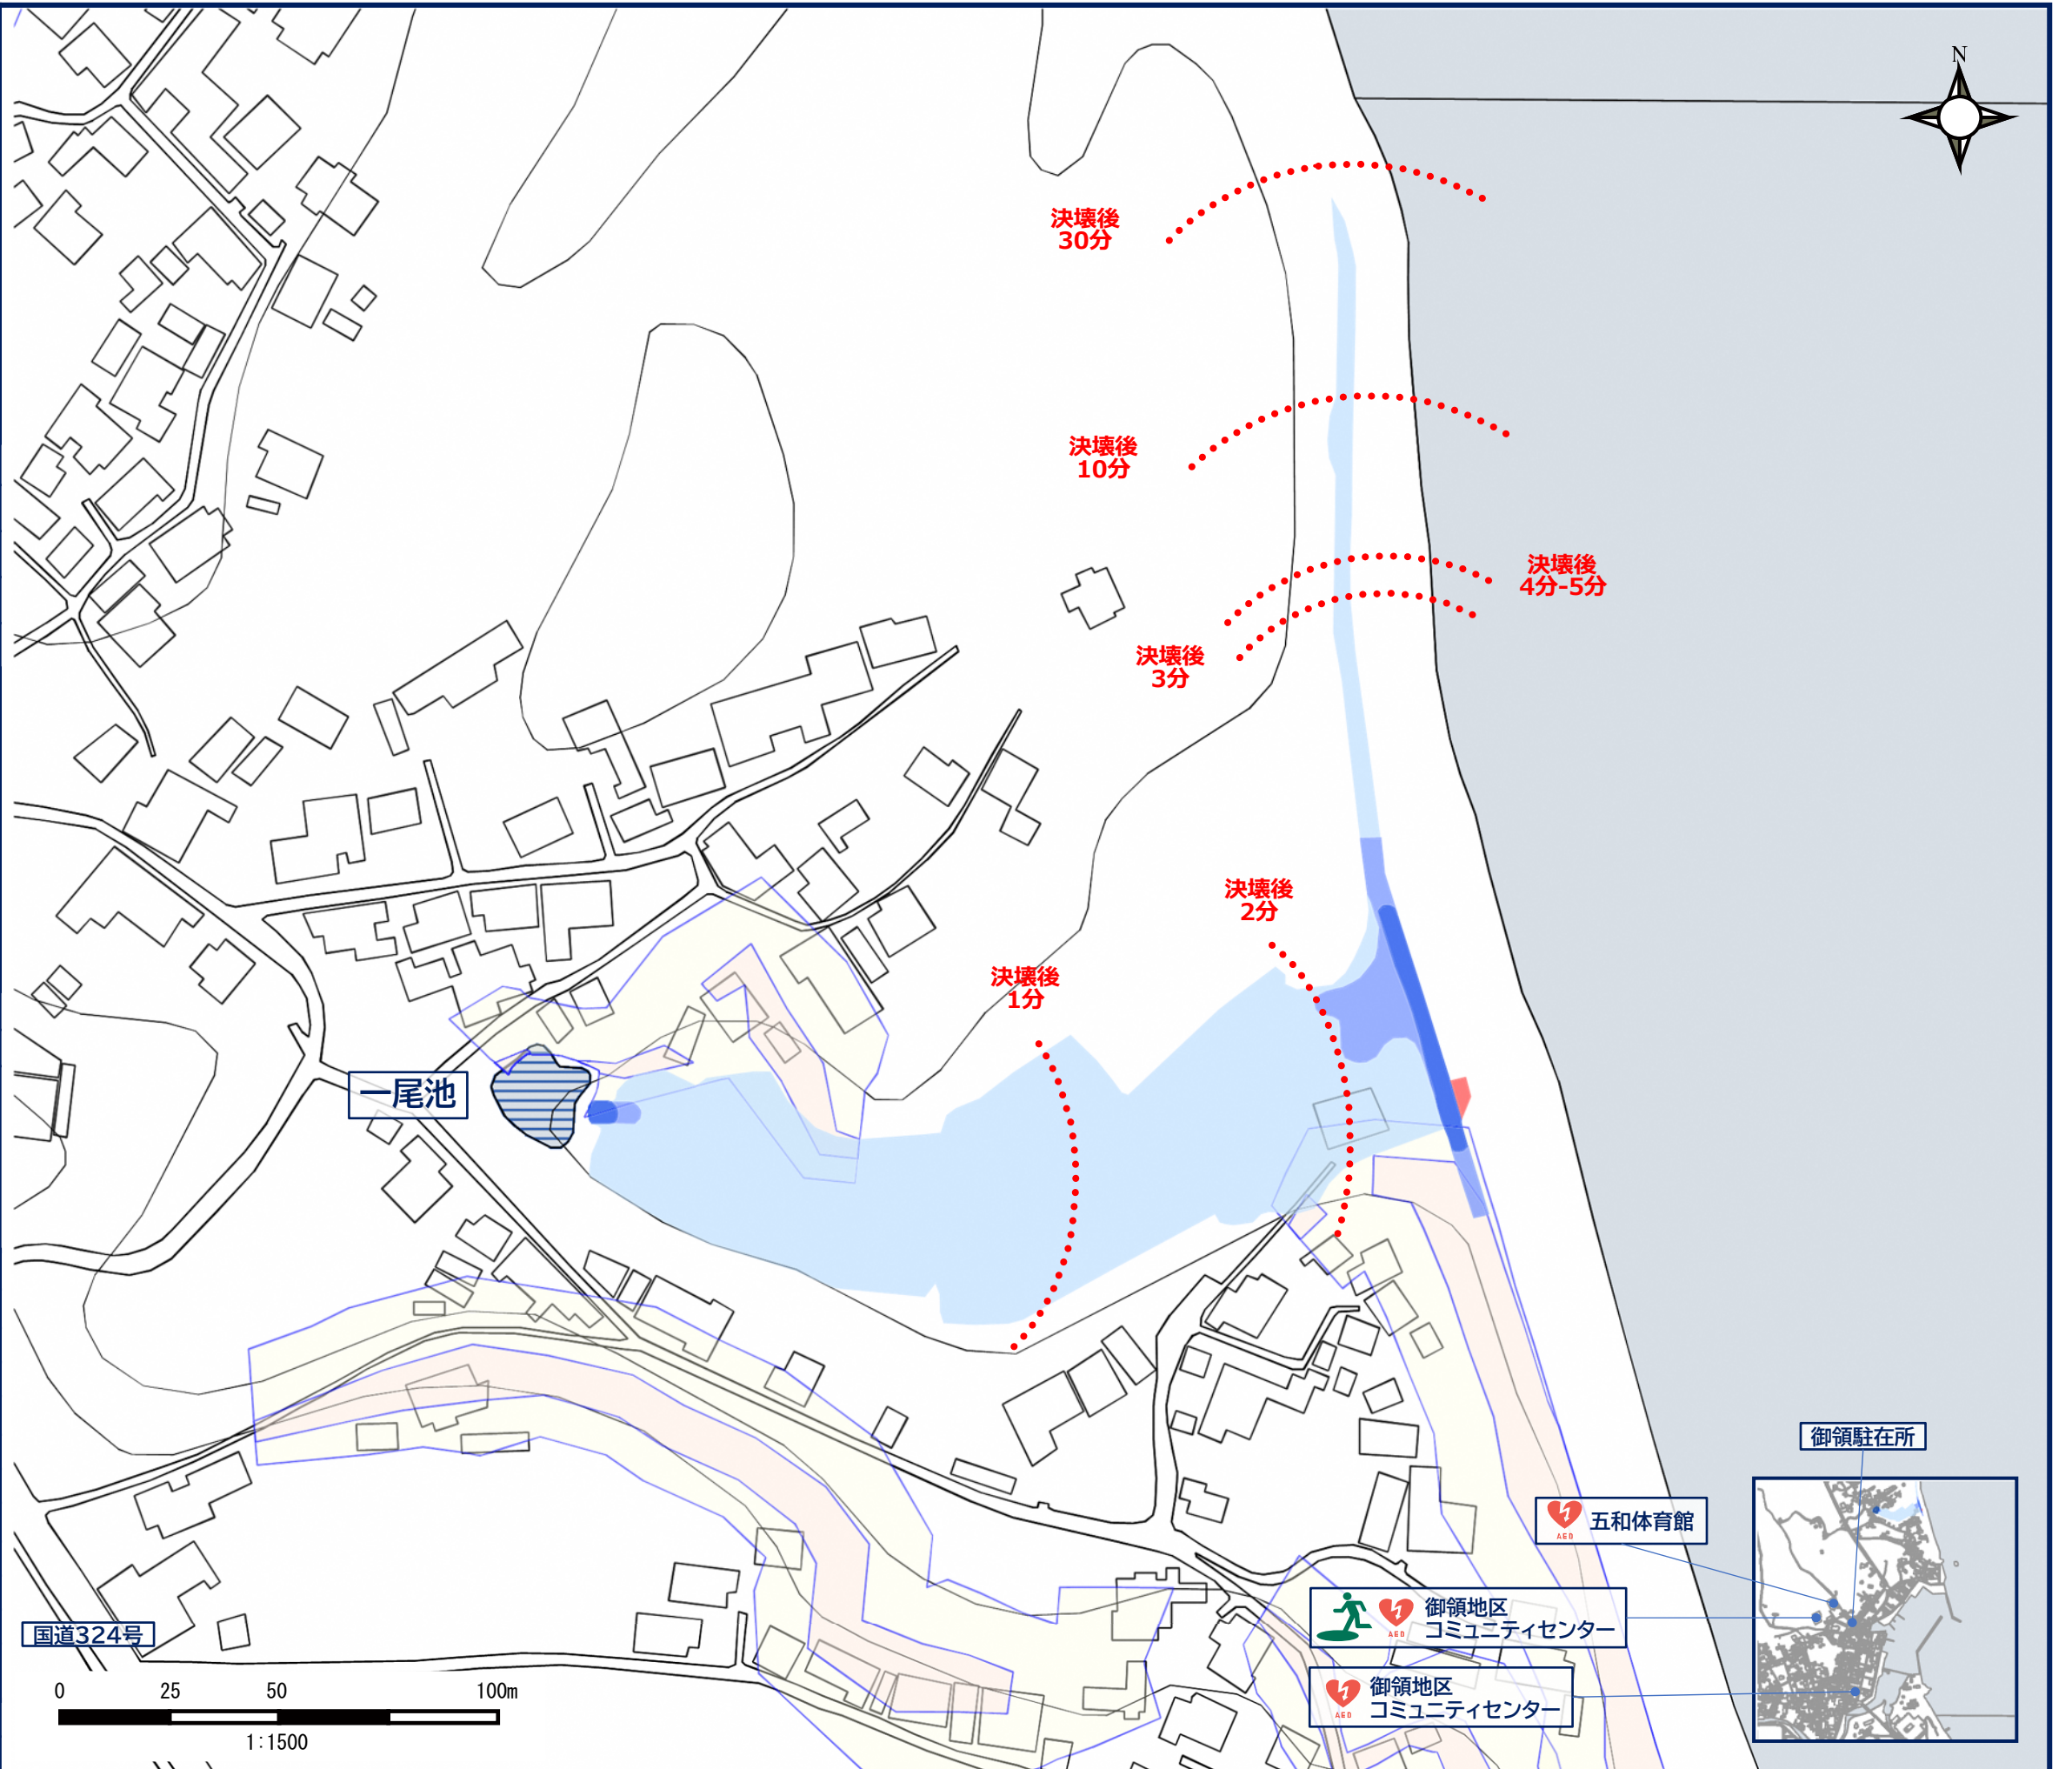 N
決壊後
30分
決壊後
10分
決壊後
4分-5分
決壊後
3分
決壊後
2分
決壊後
1分
一尾池
御領駐在所
AED
五和体育館
AED
御領地区
コミュニティセンター
AED
御領地区
コミュニティセンター
国道324号
0 25 50 100m
1:1500